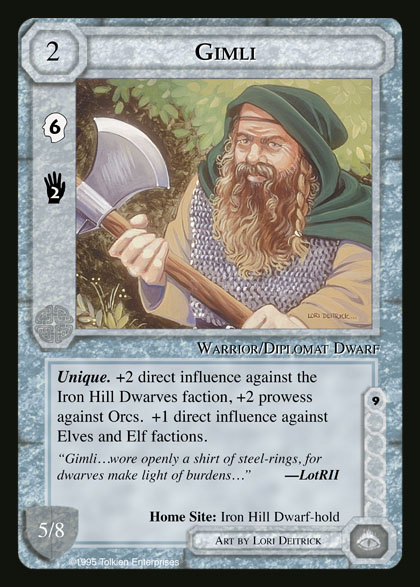 2
GIMLI
6
2
LORI DEITRICK
WARRIOR/DIPLOMAT DWARF
Unique. +2 direct influence against the
Iron Hill Dwarves faction, +2 prowess
against Orcs. +1 direct influence against
Elves and Elf factions.
“Gimli…wore openly a shirt of steel-rings, for
dwarves make light of burdens…” —LotRII
9
Home Site: Iron Hill Dwarf-hold
5/8
ART BY LORI DEITRICK
©1995 Tolkien Enterprises